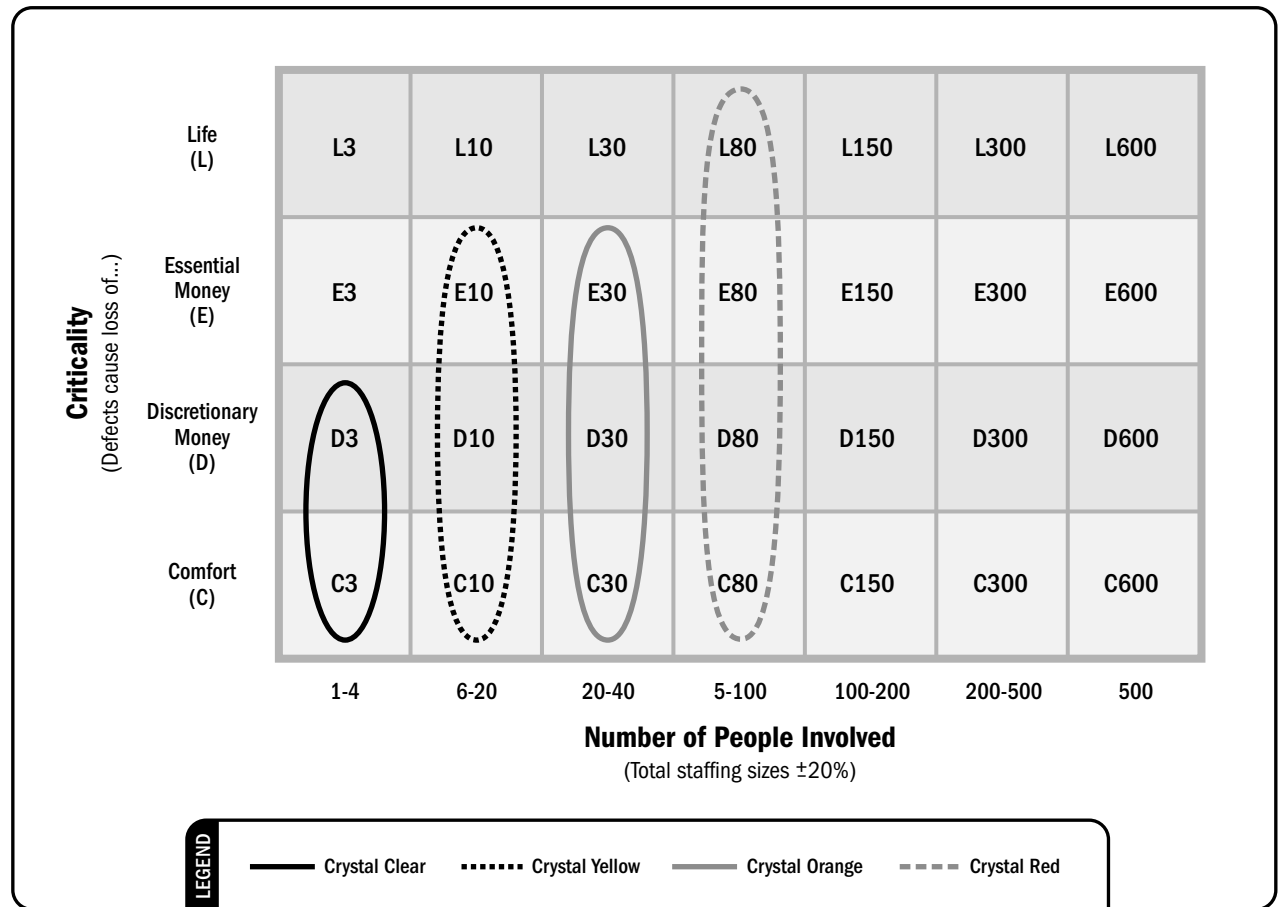 Life
(L)
L3 L10 L30 L80 L150 L300 L600
Criticality
(Defects cause loss of...)
Essential
Money
(E)
E3 E10 E30 E80 E150 E300 E600
Discretionary
Money
(D)
D3 D10 D30 D80 D150 D300 D600
Comfort
(C)
C3 C10 C30 C80 C150 C300 C600
1-4 6-20 20-40 5-100 100-200 200-500 500
Number of People Involved
(Total staffing sizes ±20%)
LEGEND
Crystal Clear Crystal Yellow Crystal Orange Crystal Red